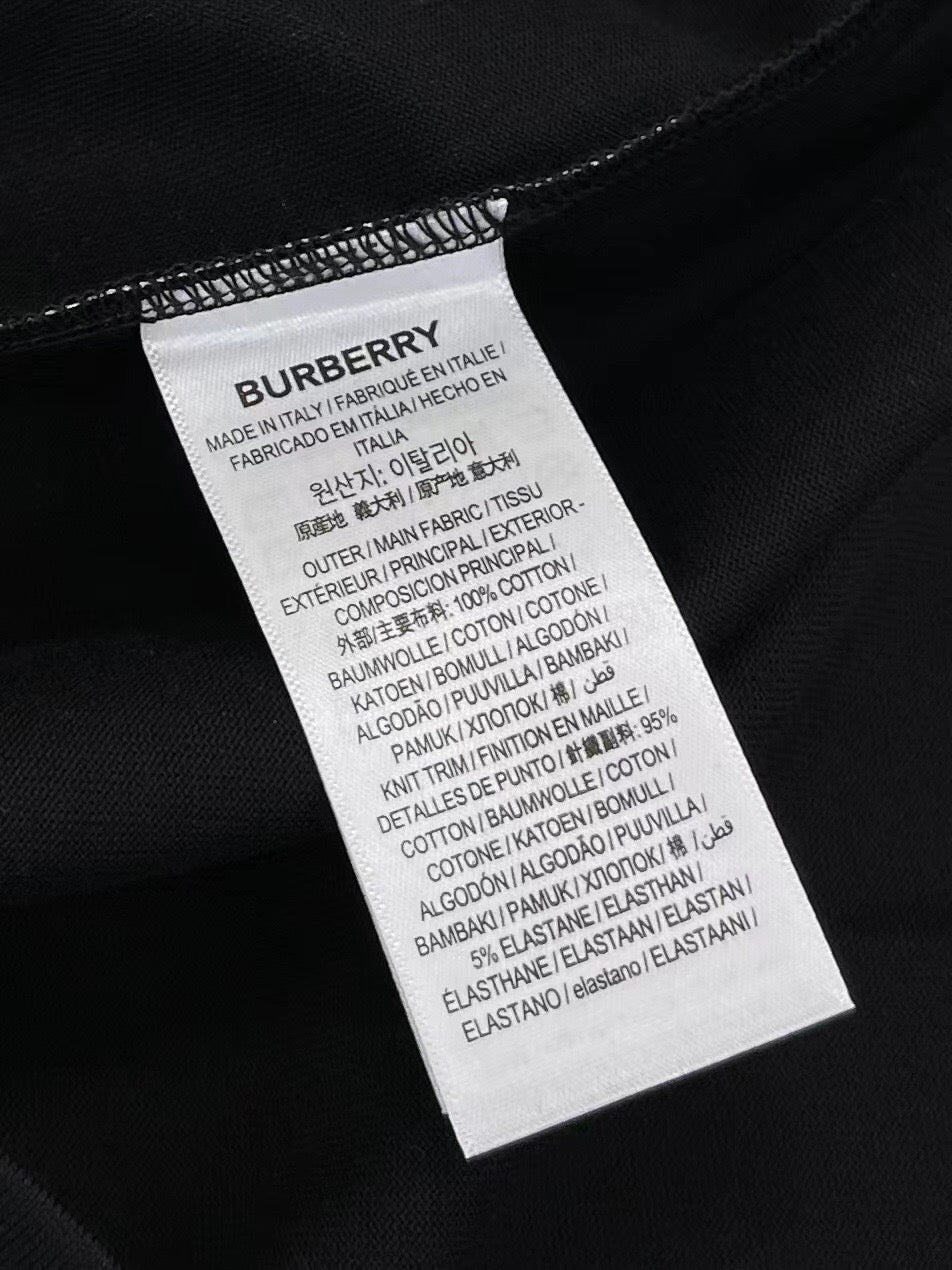 BURBERRY
MADE IN ITALY / FABRIQUÉ EN ITALIE /
FABRICADO EM ITÁLIA / HECHO EN
ITALIA
원산지: 이탈리아
原産地 義大利 / 原产地 意大利
OUTER / MAIN FABRIC / TISSU
EXTÉRIEUR / PRINCIPAL / EXTERIOR -
COMPOSICION PRINCIPAL /
外部/主要布料: 100% COTTON /
BAUMWOLLE / COTON / COTONE /
KATOEN / BOMULL / ALGODÓN /
ALGODÃO / PUUVILLA / BAMBAKI /
PAMUK / ХЛОПОК / 棉 / قطن
KNIT TRIM / FINITION EN MAILLE /
DETALLES DE PUNTO / 針織副料: 95%
COTTON / BAUMWOLLE / COTON /
COTONE / KATOEN / BOMULL /
ALGODÓN / ALGODÃO / PUUVILLA /
BAMBAKI / PAMUK / ХЛОПОК / 棉 / قطن /
5% ELASTANE / ELASTHAN /
ÉLASTHANE / ELASTAAN / ELASTAN /
ELASTANO / elastano / ELASTAANI /